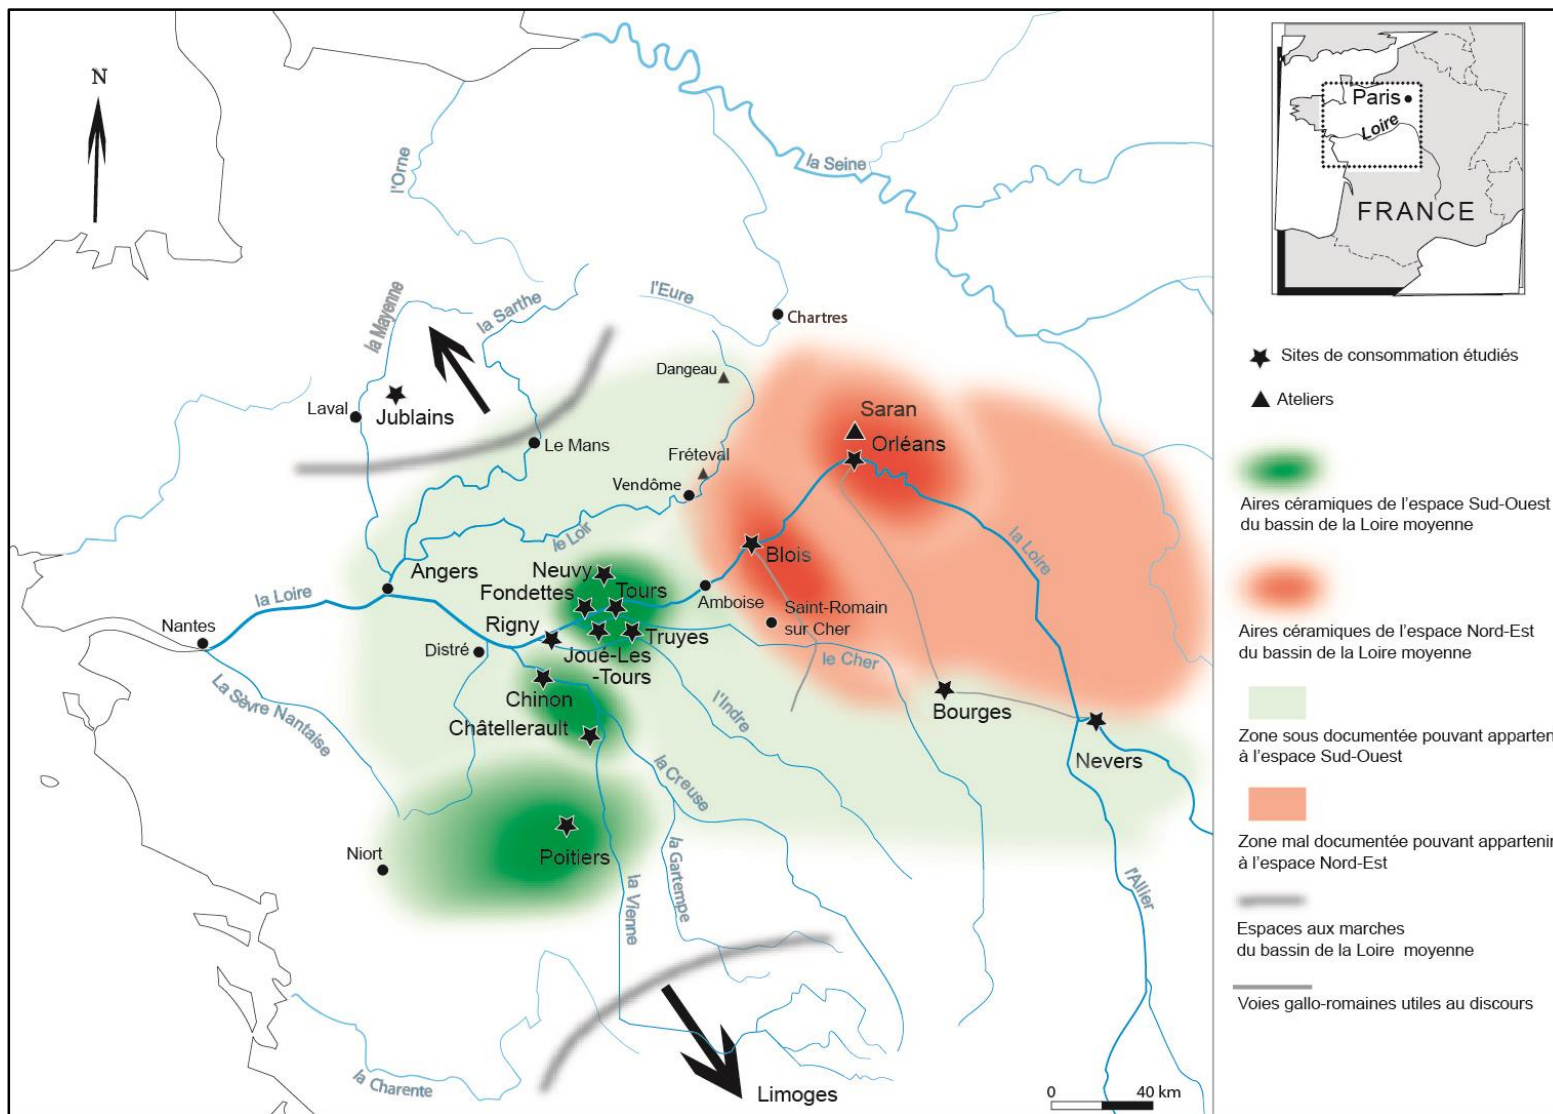 N
l'Orne
la Seine
la Mayenne
la Sarthe
l'Eure
Chartres
Dangeau
Laval
Jublains
Le Mans
Saran
Orléans
Fréteval
Vendôme
le Loir
la Loire
Blois
Angers
Neuvy
Fondettes
Tours
Amboise
Saint-Romain
sur Cher
la Loire
Nantes
Rigny
Truyes
Distré
Joué-Les
-Tours
le Cher
La Sèvre Nantaise
Chinon
l'Indre
Bourges
Châtellerault
Nevers
la Creuse
Poitiers
Niort
la Gartempe
la Vienne
l'Allier
la Charente
Limoges
0 40 km
Paris
Loire
FRANCE
Sites de consommation étudiés
Ateliers
Aires céramiques de l'espace Sud-Ouest
du bassin de la Loire moyenne
Aires céramiques de l'espace Nord-Est
du bassin de la Loire moyenne
Zone sous documentée pouvant apparten
à l'espace Sud-Ouest
Zone mal documentée pouvant appartenir
à l'espace Nord-Est
Espaces aux marches
du bassin de la Loire moyenne
Voies gallo-romaines utiles au discours